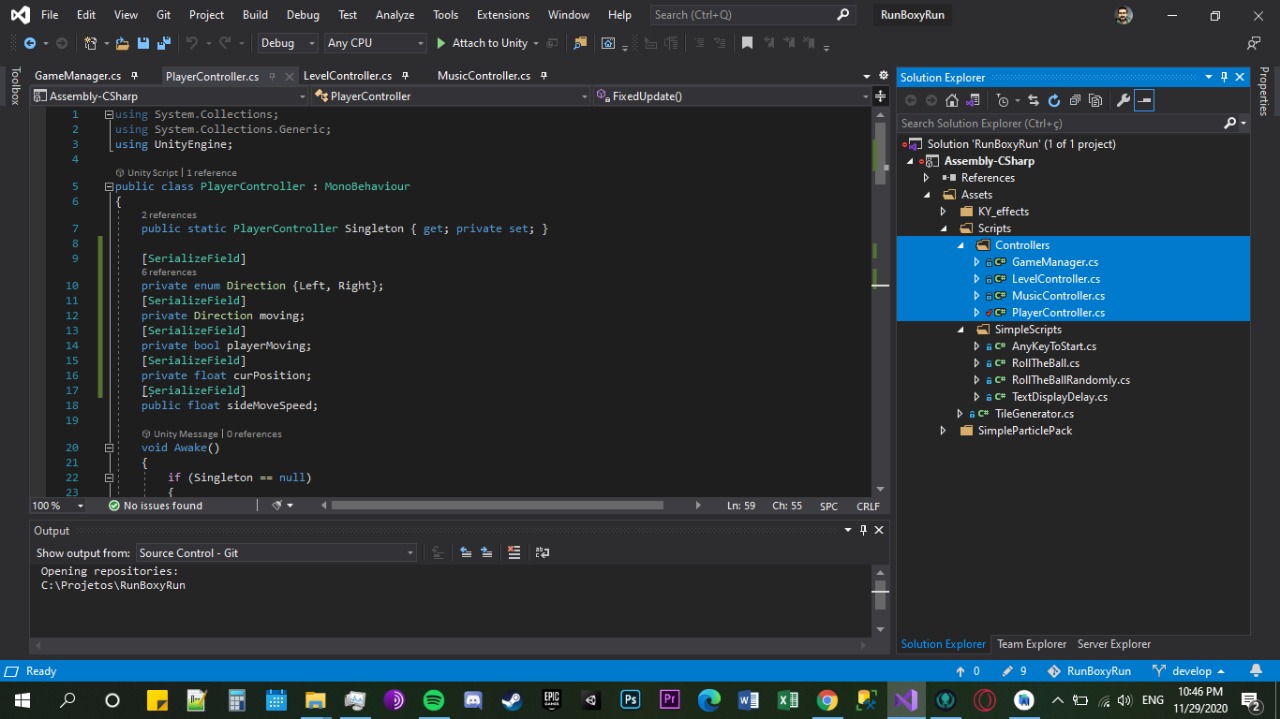 File Edit View Git Project Build Debug Test Analyze Tools Extensions Window Help Search (Ctrl+Q) RunBoxyRun
Debug Any CPU Attach to Unity
Toolbox
GameManager.cs PlayerController.cs LevelController.cs MusicController.cs
Assembly-CSharp PlayerController FixedUpdate()
1 using System.Collections;
2 using System.Collections.Generic;
3 using UnityEngine;
4
Unity Script | 1 reference
5 public class PlayerController : MonoBehaviour
6 {
2 references
7 public static PlayerController Singleton { get; private set; }
8
9 [SerializeField]
6 references
10 private enum Direction {Left, Right};
11 [SerializeField]
12 private Direction moving;
13 [SerializeField]
14 private bool playerMoving;
15 [SerializeField]
16 private float curPosition;
17 [SerializeField]
18 public float sideMoveSpeed;
19
Unity Message | 0 references
20 void Awake()
21 {
22 if (Singleton == null)
23 {
100 % No issues found Ln: 59 Ch: 55 SPC CRLF
Output
Show output from: Source Control - Git
Opening repositories:
C:\Projetos\RunBoxyRun
Solution Explorer
Search Solution Explorer (Ctrl+ç)
Solution 'RunBoxyRun' (1 of 1 project)
Assembly-CSharp
References
Assets
KY_effects
Scripts
Controllers
GameManager.cs
LevelController.cs
MusicController.cs
PlayerController.cs
SimpleScripts
AnyKeyToStart.cs
RollTheBall.cs
RollTheBallRandomly.cs
TextDisplayDelay.cs
TileGenerator.cs
SimpleParticlePack
Solution Explorer Team Explorer Server Explorer
Properties
Ready 0 9 RunBoxyRun develop
ENG 10:46 PM
11/29/2020
2